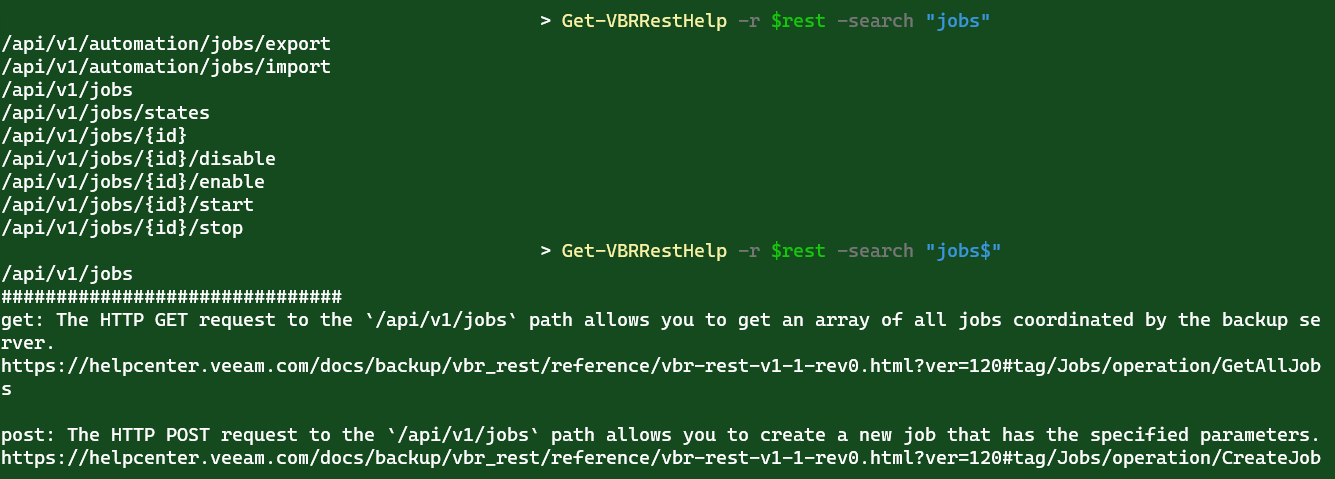 > Get-VBRRestHelp -r $rest -search "jobs"
/api/v1/automation/jobs/export
/api/v1/automation/jobs/import
/api/v1/jobs
/api/v1/jobs/states
/api/v1/jobs/{id}
/api/v1/jobs/{id}/disable
/api/v1/jobs/{id}/enable
/api/v1/jobs/{id}/start
/api/v1/jobs/{id}/stop
> Get-VBRRestHelp -r $rest -search "jobs$"
/api/v1/jobs
###############################
get: The HTTP GET request to the `/api/v1/jobs` path allows you to get an array of all jobs coordinated by the backup se
rver.
https://helpcenter.veeam.com/docs/backup/vbr_rest/reference/vbr-rest-v1-1-rev0.html?ver=120#tag/Jobs/operation/GetAllJob
s
post: The HTTP POST request to the `/api/v1/jobs` path allows you to create a new job that has the specified parameters.
https://helpcenter.veeam.com/docs/backup/vbr_rest/reference/vbr-rest-v1-1-rev0.html?ver=120#tag/Jobs/operation/CreateJob